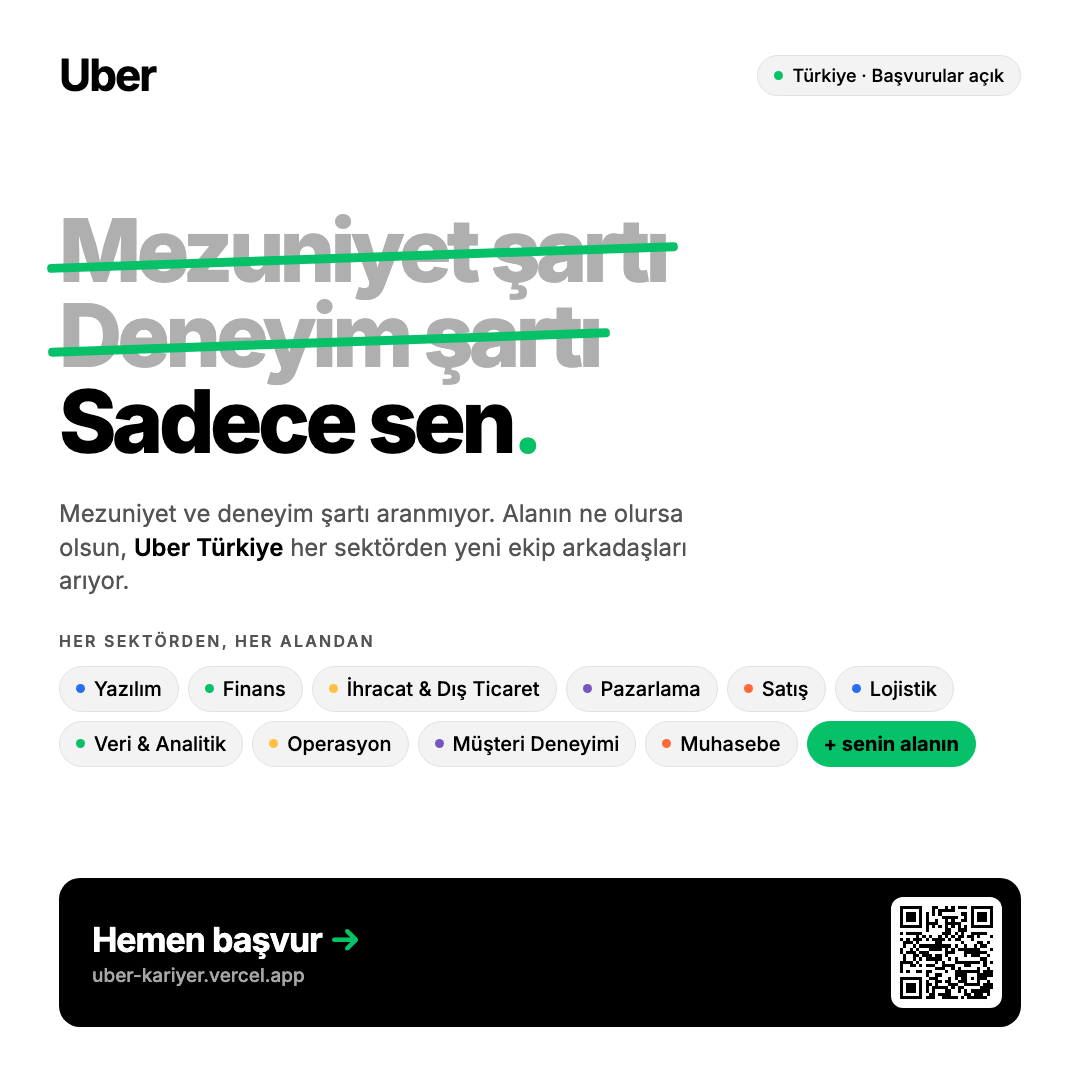 Uber
Türkiye · Başvurular açık
Mezuniyet şartı
Deneyim şartı
Sadece sen.
Mezuniyet ve deneyim şartı aranmıyor. Alanın ne olursa
olsun, Uber Türkiye her sektörden yeni ekip arkadaşları
arıyor.
HER SEKTÖRDEN, HER ALANDAN
Yazılım Finans İhracat & Dış Ticaret Pazarlama Satış Lojistik
Veri & Analitik Operasyon Müşteri Deneyimi Muhasebe + senin alanın
Hemen başvur →
uber-kariyer.vercel.app